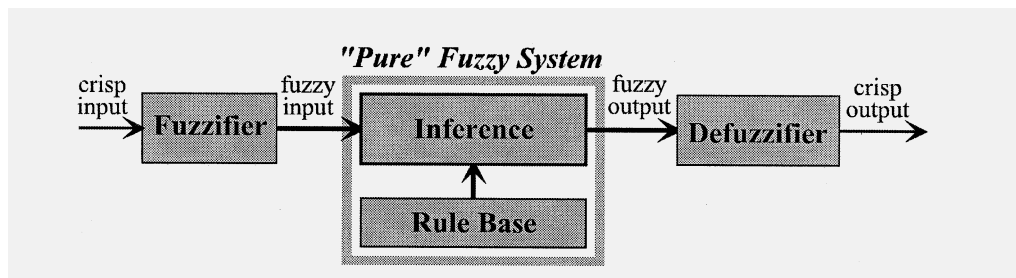 "Pure" Fuzzy System
crisp
input
Fuzzifier
fuzzy
input
Inference
Rule Base
fuzzy
output
Defuzzifier
crisp
output